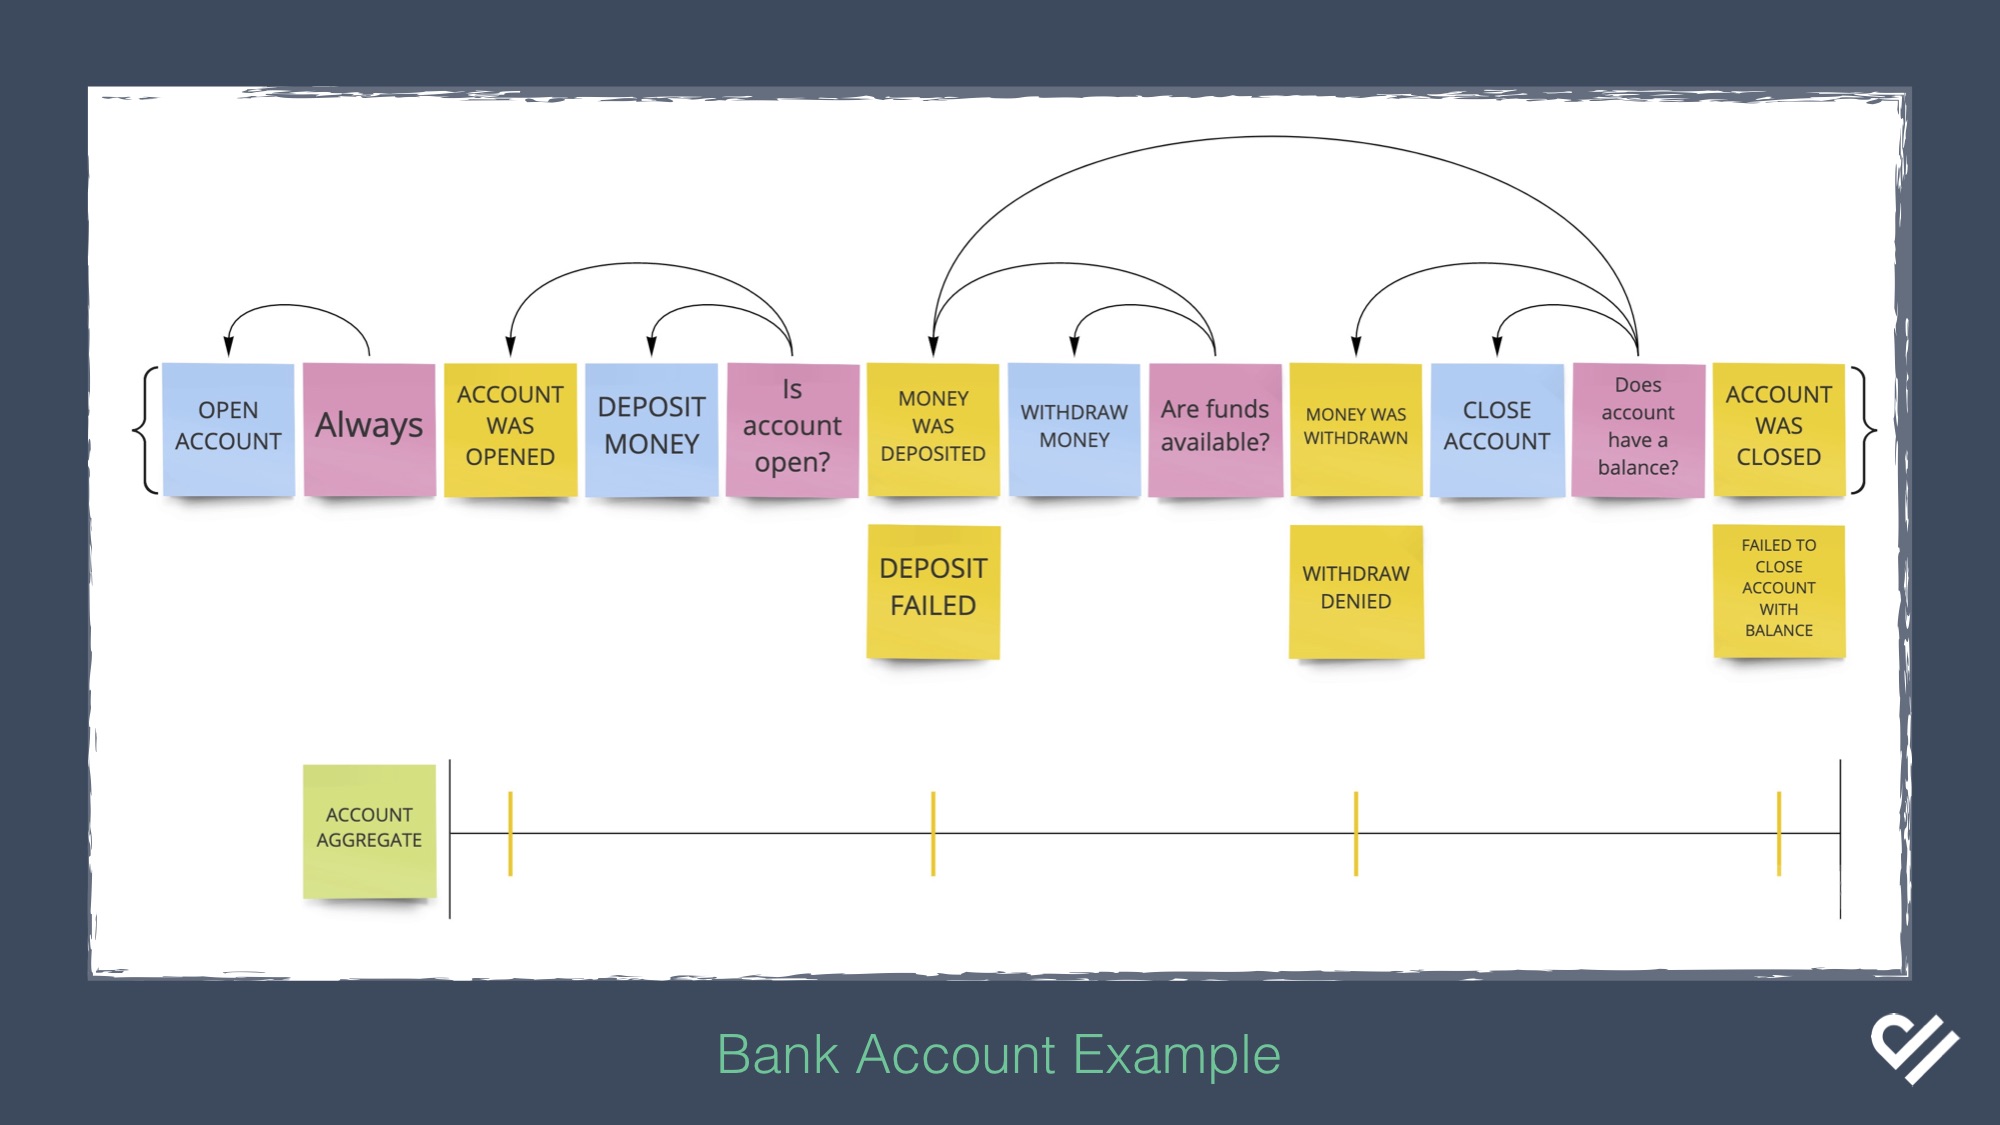 OPEN
ACCOUNT
Always
ACCOUNT
WAS
OPENED
DEPOSIT
MONEY
Is
account
open?
MONEY
WAS
DEPOSITED
WITHDRAW
MONEY
Are funds
available?
MONEY WAS
WITHDRAWN
CLOSE
ACCOUNT
Does
account
have a
balance?
ACCOUNT
WAS
CLOSED
DEPOSIT
FAILED
WITHDRAW
DENIED
FAILED TO
CLOSE
ACCOUNT
WITH
BALANCE
ACCOUNT
AGGREGATE
Bank Account Example